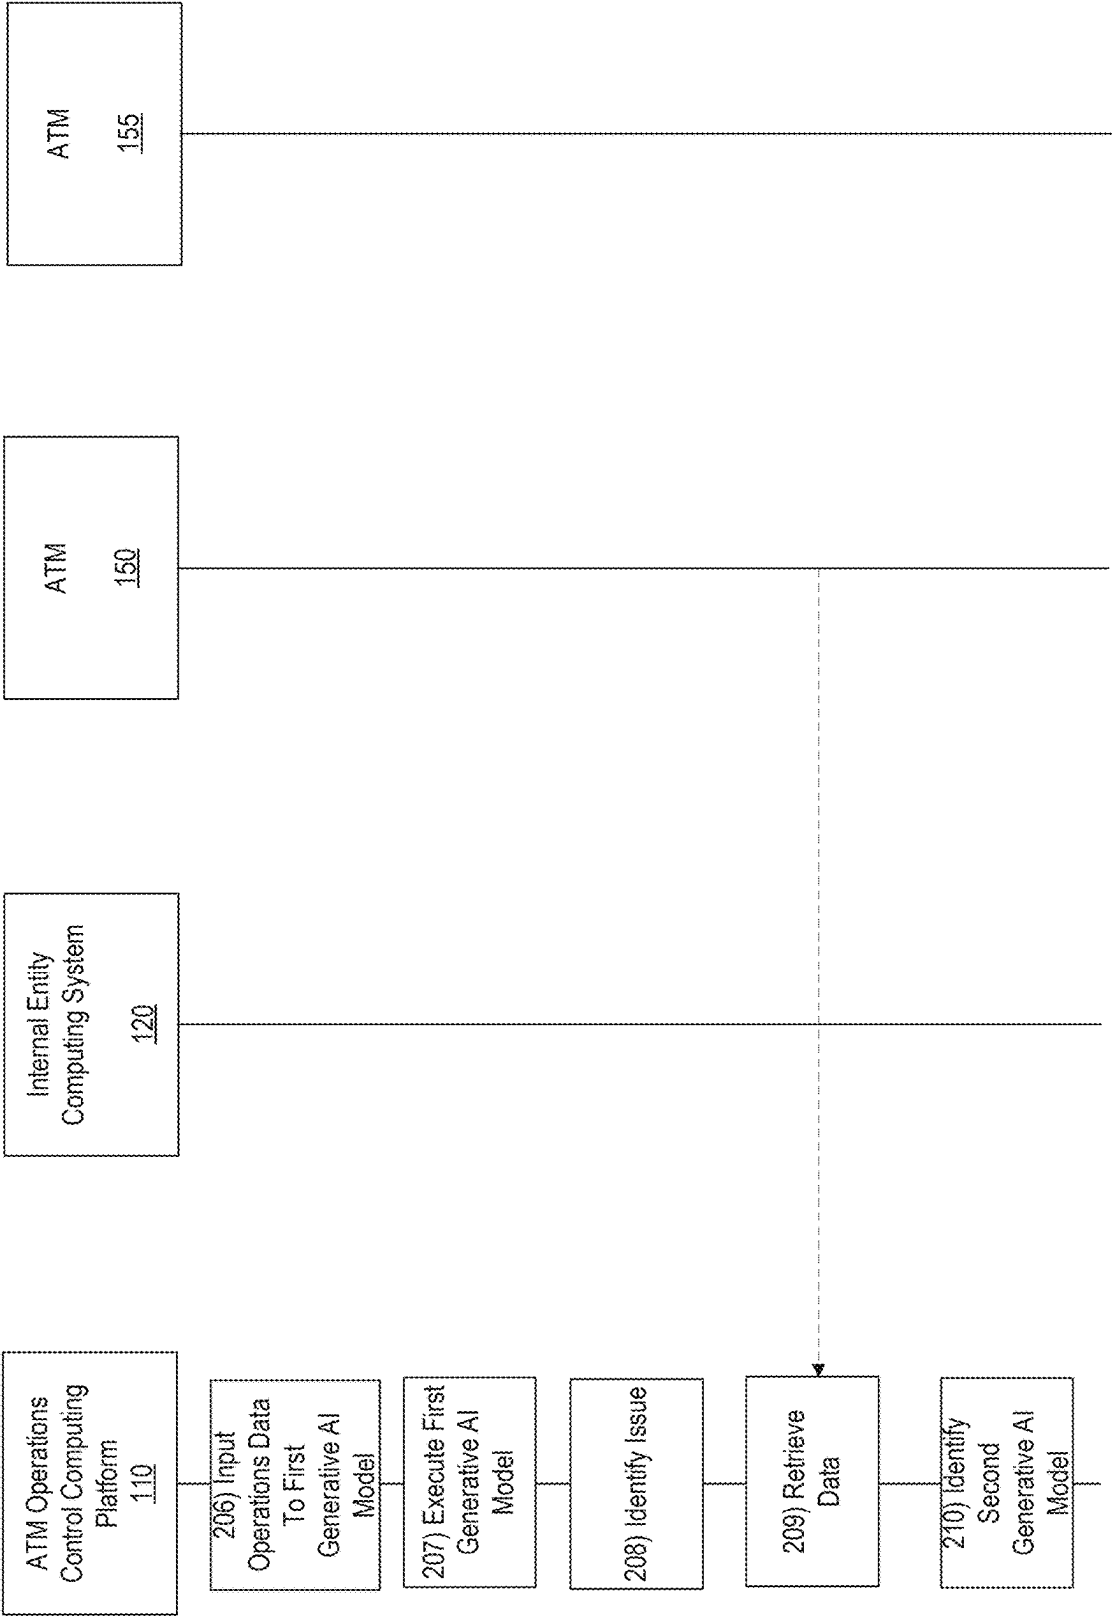 ATM Operations
Control Computing
Platform
110
Internal Entity
Computing System
120
ATM
150
ATM
155
206) Input
Operations Data
To First
Generative AI
Model
207) Execute First
Generative AI
Model
208) Identify Issue
209) Retrieve
Data
210) Identify
Second
Generative AI
Model